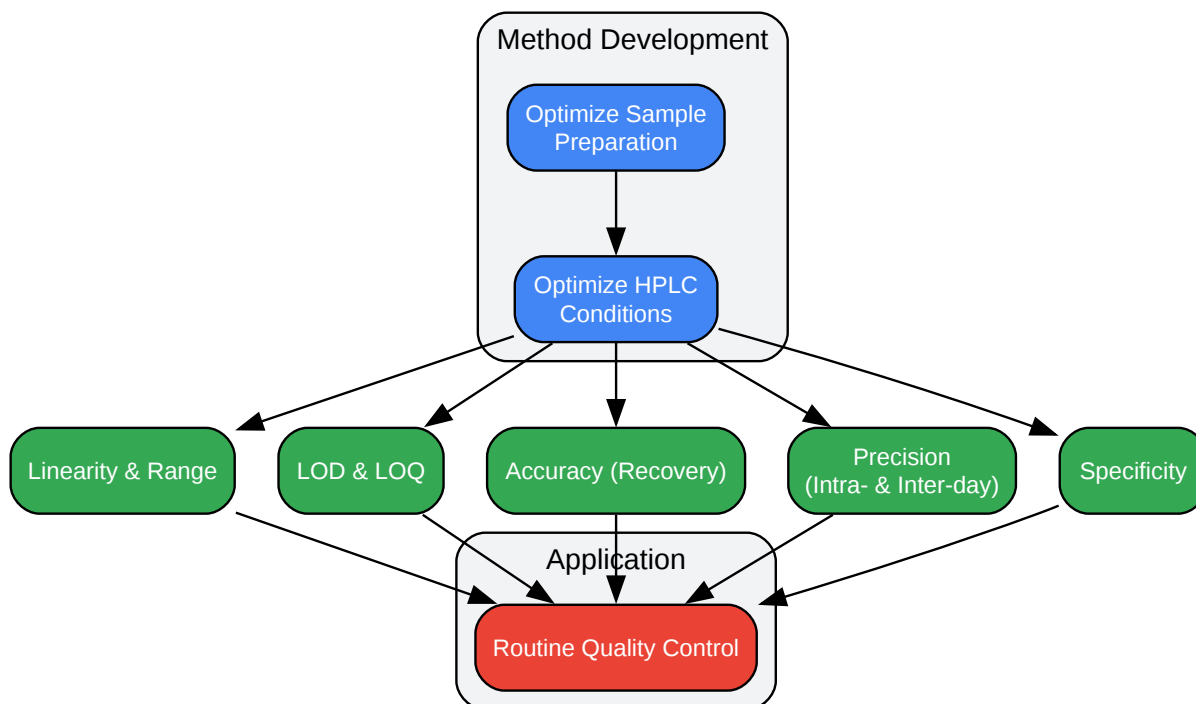 Method Development
Optimize Sample
Preparation
Optimize HPLC
Conditions
Linearity & Range
LOD & LOQ
Accuracy (Recovery)
Precision
(Intra- & Inter-day)
Specificity
Application
Routine Quality Control